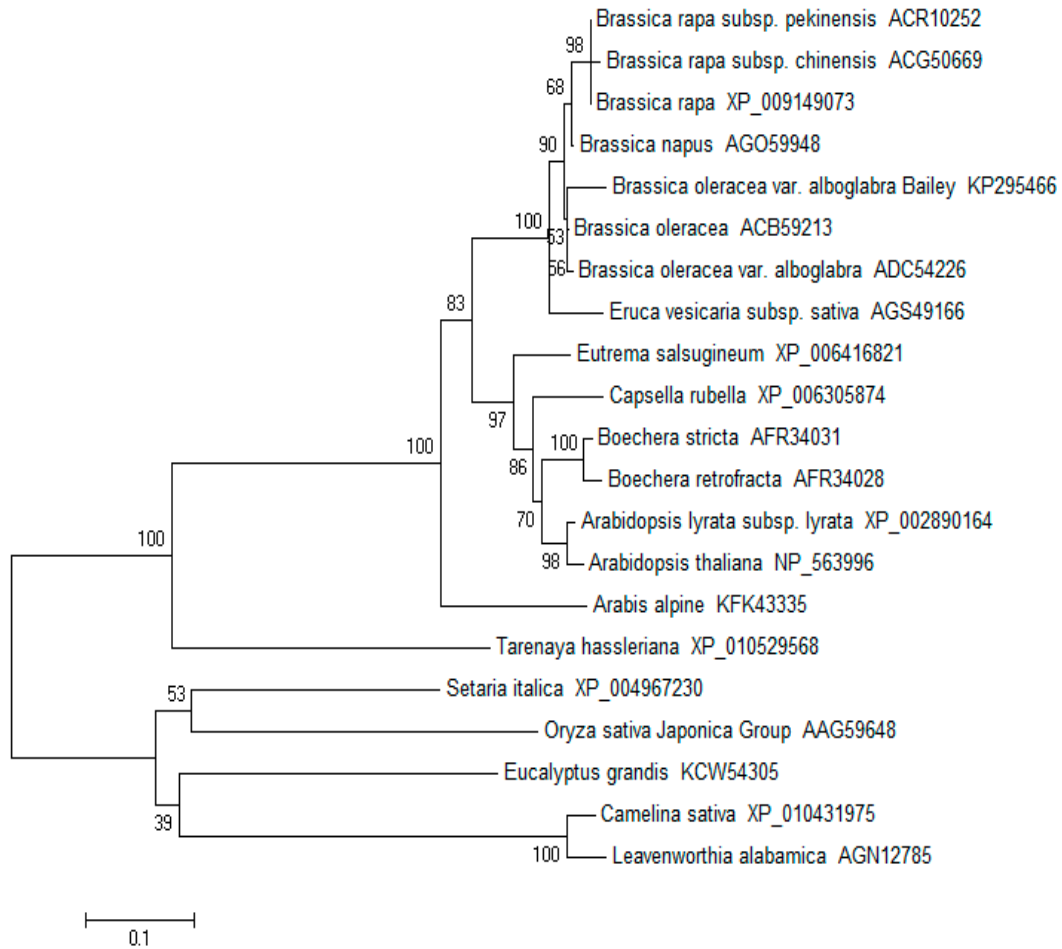 Brassica rapa subsp. pekinensis ACR10252
98
Brassica rapa subsp. chinensis ACG50669
68
Brassica rapa XP_009149073
90
Brassica napus AGO59948
Brassica oleracea var. alboglabra Bailey KP295466
100
53
Brassica oleracea ACB59213
56
Brassica oleracea var. alboglabra ADC54226
83
Eruca vesicaria subsp. sativa AGS49166
Eutrema salsugineum XP_006416821
Capsella rubella XP_006305874
97
100
Boechera stricta AFR34031
100
86
Boechera retrofracta AFR34028
70
Arabidopsis lyrata subsp. lyrata XP_002890164
100
98
Arabidopsis thaliana NP_563996
Arabis alpine KFK43335
Tarenaya hassleriana XP_010529568
53
Setaria italica XP_004967230
Oryza sativa Japonica Group AAG59648
Eucalyptus grandis KCW54305
39
Camelina sativa XP_010431975
100
Leavenworthia alabamica AGN12785
0.1